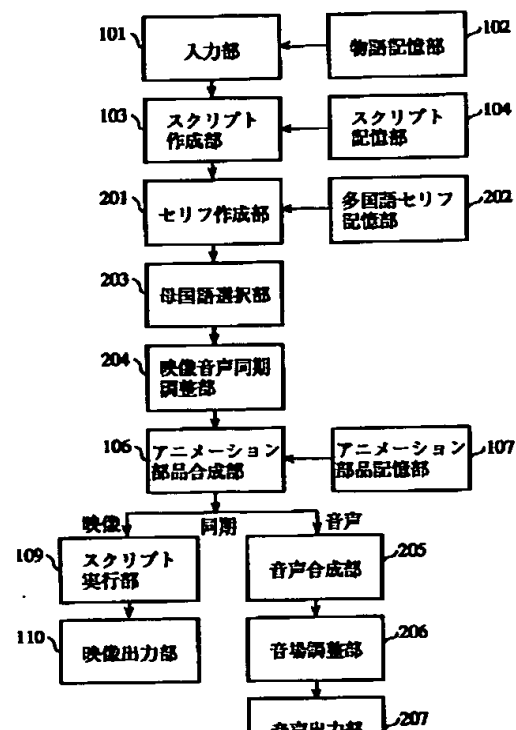 101
入力部
102
物語記憶部
103
スクリプト
作成部
104
スクリプト
記憶部
201
セリフ作成部
202
多国語セリフ
記憶部
203
母国語選択部
204
映像音声同期
調整部
106
アニメーション
部品合成部
107
アニメーション
部品記憶部
映像
同期
音声
109
スクリプト
実行部
205
音声合成部
110
映像出力部
206
音場調整部
207
音声出力部